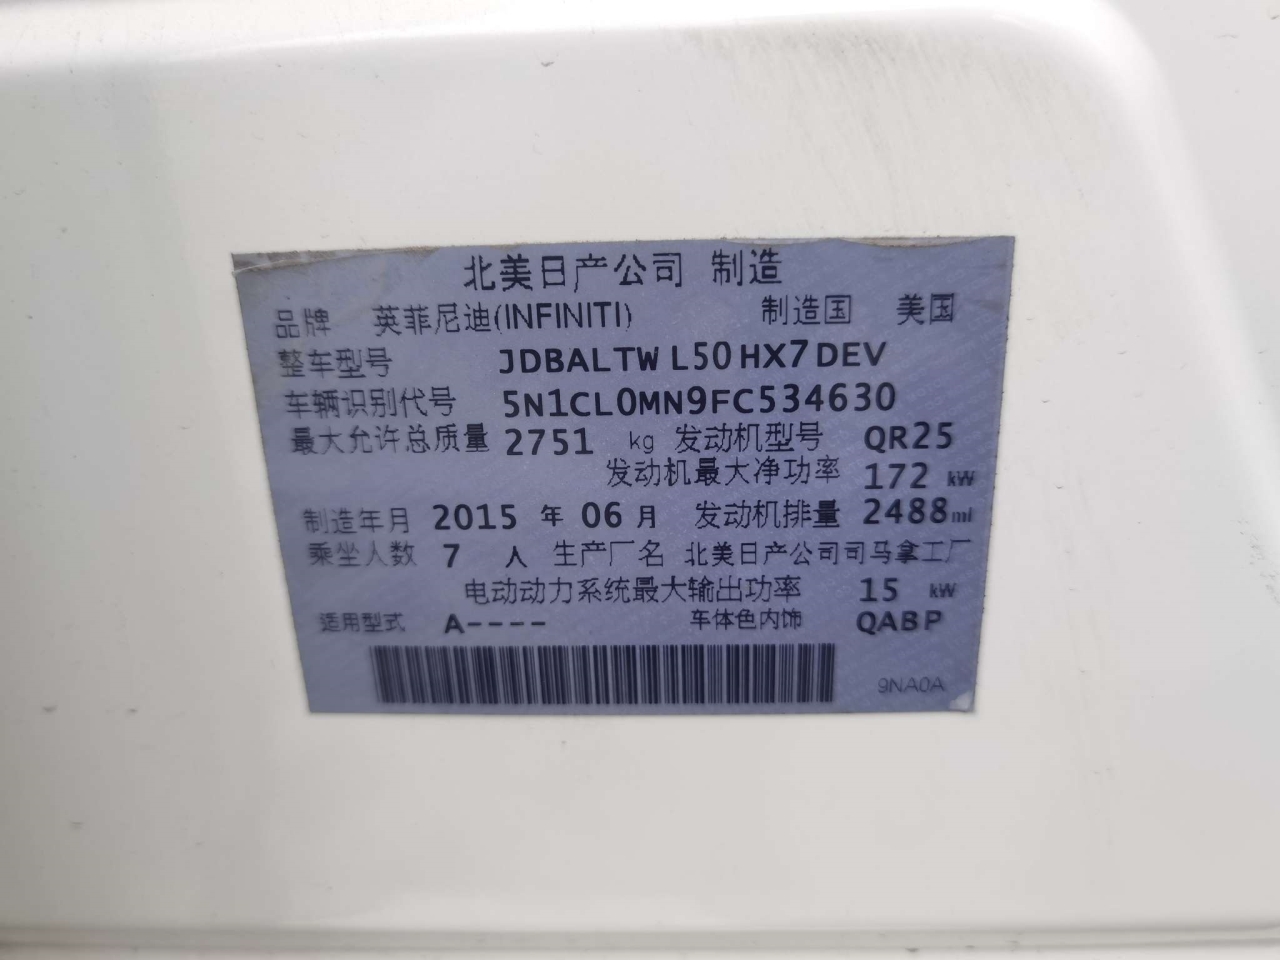 北美日产公司 制造
品牌 英菲尼迪(INFINITI) 制造国 美国
整车型号 JDBALTW L50 HX7 DEV
车辆识别代号 5N1CL0MN9FC534630
最大允许总质量 2751 kg 发动机型号 QR25
发动机最大净功率 172 kW
制造年月 2015 年 06 月 发动机排量 2488 ml
乘坐人数 7 人 生产厂名 北美日产公司司马拿工厂
电动动力系统最大输出功率 15 kW
适用型式 A---- 车体色内饰 QABP
9NA0A